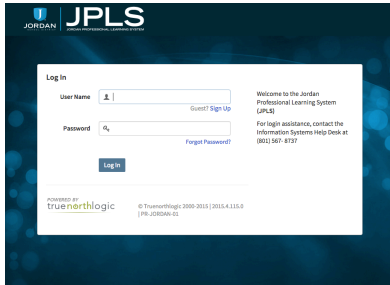 JORDAN
JPLS
JORDAN PROFESSIONAL LEARNING SYSTEM
Log In
User Name
Guest? Sign Up
Password
Forgot Password?
Log In
Welcome to the Jordan
Professional Learning System
(JPLS)
For login assistance, contact the
Information Systems Help Desk at
(801) 567- 8737
POWERED BY
truenorthlogic
© Truenorthlogic 2000-2015 | 2015.4.115.0
| PR-JORDAN-01